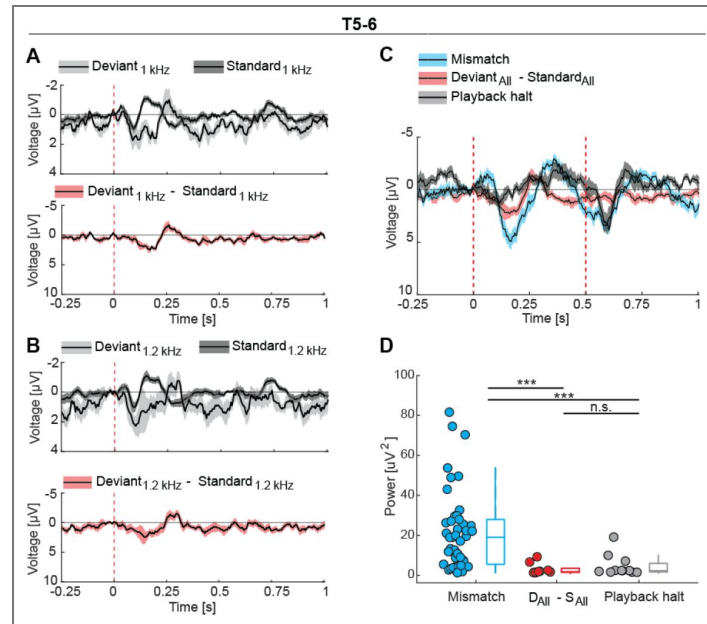 T5-6
A
Deviant 1 kHz Standard 1 kHz
-2
0
2
4
Voltage [µV]
Deviant 1 kHz - Standard 1 kHz
-5
0
5
10
Voltage [µV]
-0.25 0 0.25 0.5 0.75 1
Time [s]
B
Deviant 1.2 kHz Standard 1.2 kHz
-2
0
2
4
Voltage [µV]
Deviant 1.2 kHz - Standard 1.2 kHz
-5
0
5
10
Voltage [µV]
-0.25 0 0.25 0.5 0.75 1
Time [s]
C
Mismatch
Deviant All - Standard All
Playback halt
-5
0
5
10
Voltage [µV]
-0.25 0 0.25 0.5 0.75 1
Time [s]
D
***
***
n.s.
100
80
60
40
20
0
Power [uV²]
Mismatch D All - S All Playback halt